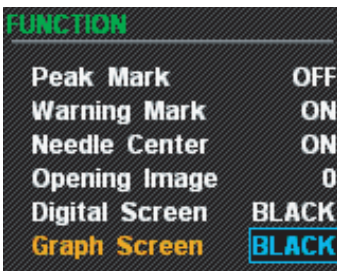 FUNCTION
Peak Mark OFF
Warning Mark ON
Needle Center ON
Opening Image 0
Digital Screen BLACK
Graph Screen BLACK